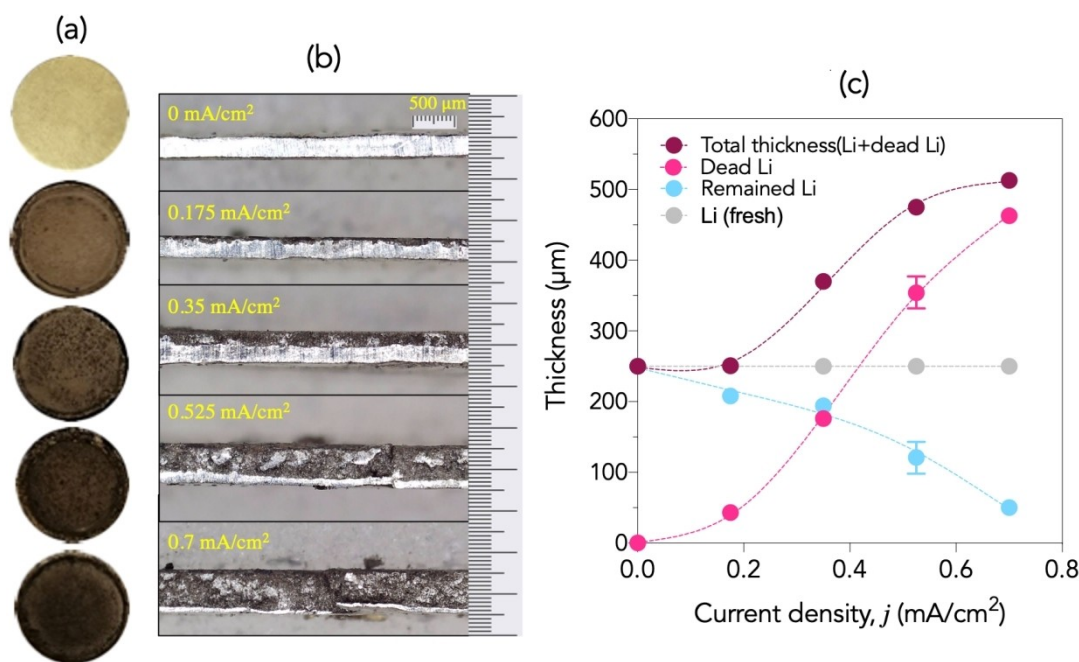 (a)
(b)
0 mA/cm²
500 µm
0.175 mA/cm²
0.35 mA/cm²
0.525 mA/cm²
0.7 mA/cm²
(c)
Total thickness(Li+dead Li)
Dead Li
Remained Li
Li (fresh)
Thickness (µm)
600
500
400
300
200
100
0
0.0
0.2
0.4
0.6
0.8
Current density, j (mA/cm²)